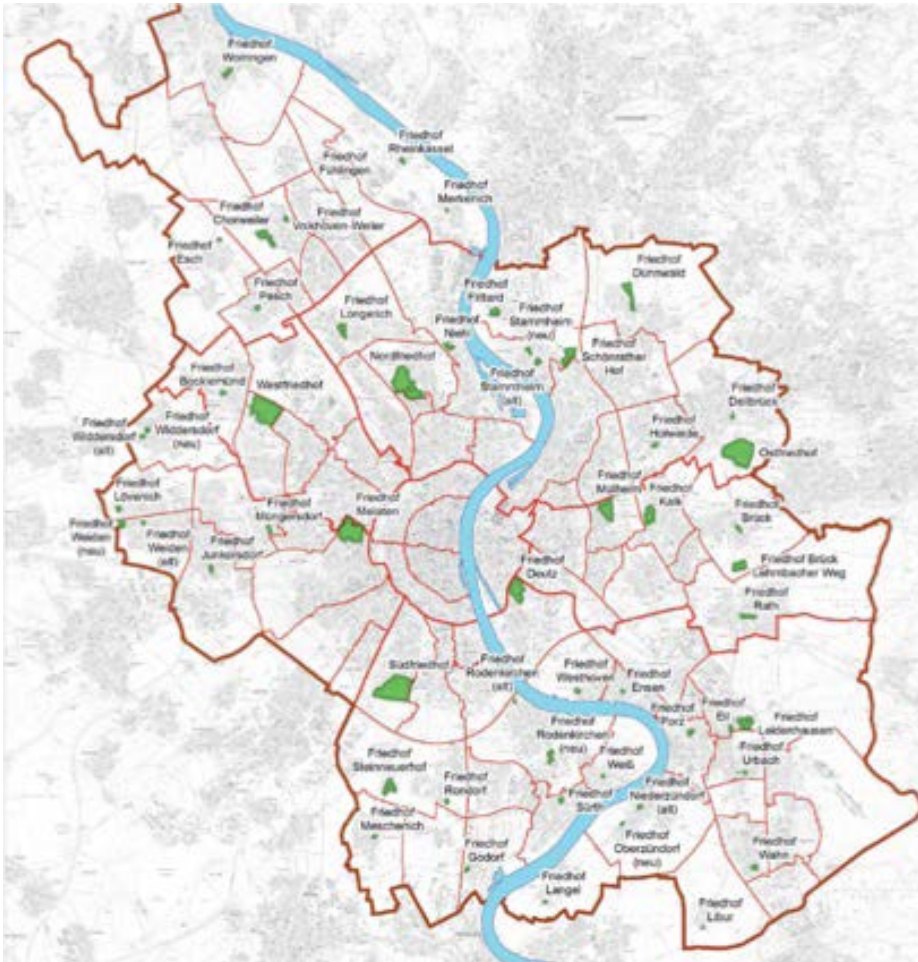 Friedhof
Worringen
Friedhof
Rheinkassel
Friedhof
Fühlingen
Friedhof
Merkenich
Friedhof
Chorweiler
Friedhof
Volkhoven-Weiler
Friedhof
Esch
Friedhof
Pesch
Friedhof
Longerich
Friedhof
Flittard
Friedhof
Dünnwald
Friedhof
Niehl
Friedhof
Stammheim
(neu)
Friedhof
Schönrather
Hof
Nordfriedhof
Friedhof
Stammheim
(alt)
Friedhof
Bocklemünd
Westfriedhof
Friedhof
Widdersdorf
(alt)
Friedhof
Widdersdorf
(neu)
Friedhof
Dellbrück
Friedhof
Holweide
Ostfriedhof
Friedhof
Lövenich
Friedhof
Weiden
(neu)
Friedhof
Weiden
(alt)
Friedhof
Junkersdorf
Friedhof
Müngersdorf
Friedhof
Melaten
Friedhof
Mülheim
Friedhof
Kalk
Friedhof
Brück
Friedhof Brück
Lehmbacher Weg
Friedhof
Rath
Friedhof
Deutz
Südfriedhof
Friedhof
Rodenkirchen
(alt)
Friedhof
Westhoven
Friedhof
Ensen
Friedhof
Porz
Friedhof
Eil
Friedhof
Leidenhausen
Friedhof
Urbach
Friedhof
Rodenkirchen
(neu)
Friedhof
Weiß
Friedhof
Steinneuerhof
Friedhof
Rondorf
Friedhof
Sürth
Friedhof
Niederzündorf
(alt)
Friedhof
Meschenich
Friedhof
Godorf
Friedhof
Oberzündorf
(neu)
Friedhof
Wahn
Friedhof
Langel
Friedhof
Libur